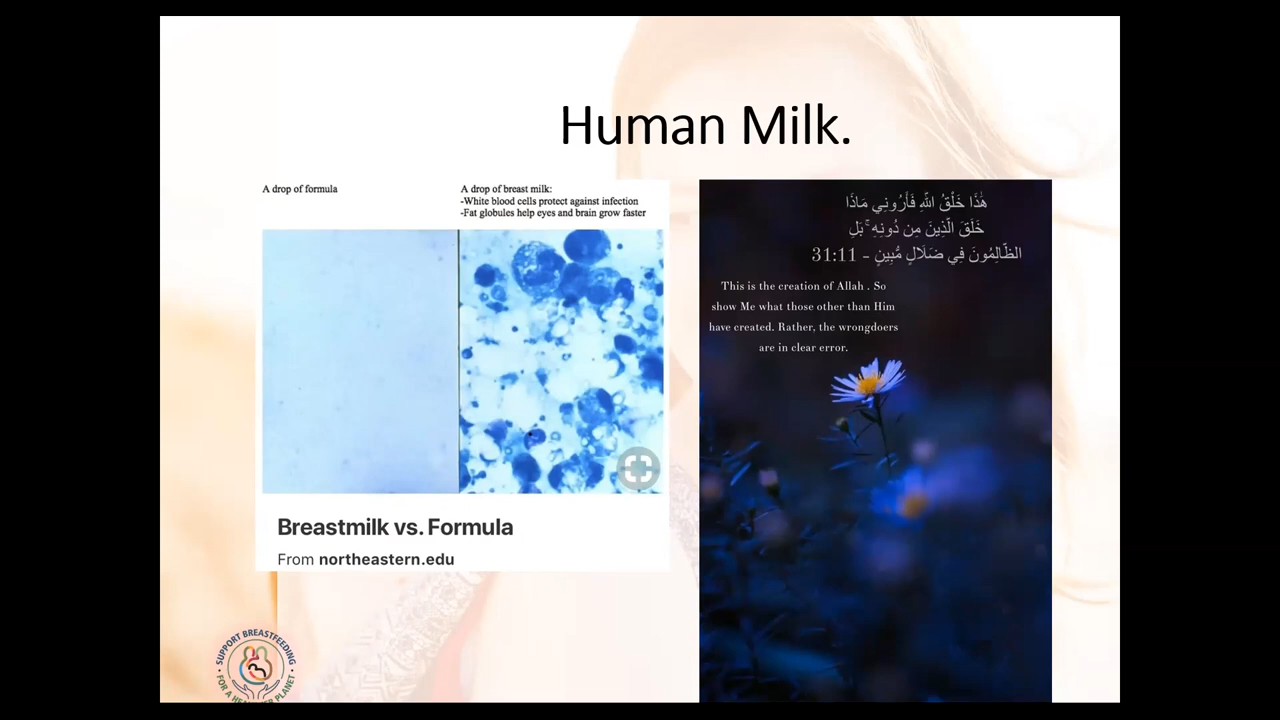 Human Milk.
A drop of formula
A drop of breast milk:
-White blood cells protect against infection
-Fat globules help eyes and brain grow faster
Breastmilk vs. Formula
From northeastern.edu
هَٰذَا خَلْقُ اللَّهِ فَأَرُونِي مَاذَا
خَلَقَ الَّذِينَ مِن دُونِهِ ۚ بَلِ
الظَّالِمُونَ فِي ضَلَالٍ مُّبِينٍ - 31:11
This is the creation of Allah . So
show Me what those other than Him
have created. Rather, the wrongdoers
are in clear error.
SUPPORT BREASTFEEDING
FOR A PLANET